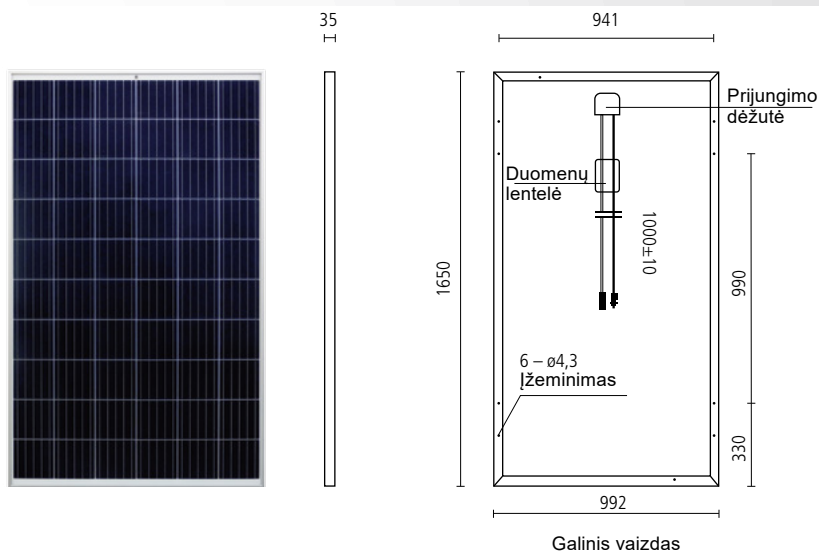 35
941
Prijungimo
dėžutė
Duomenų
lentelė
1000±10
1650
990
6 – ø4,3
Įžeminimas
330
992
Galinis vaizdas